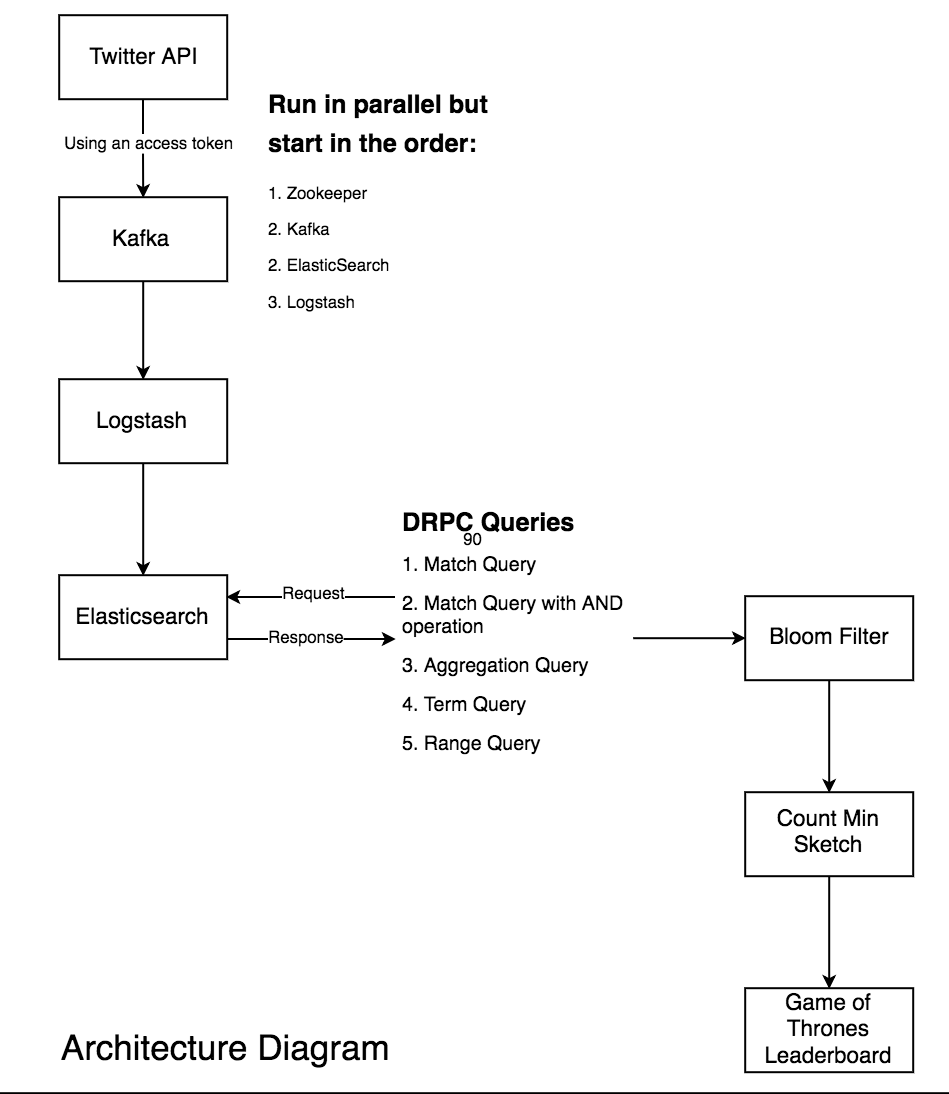 Twitter API
Using an access token
Run in parallel but
start in the order:
1. Zookeeper
2. Kafka
2. ElasticSearch
3. Logstash
Kafka
Logstash
Elasticsearch
Request
Response
DRPC Queries
90
1. Match Query
2. Match Query with AND
operation
3. Aggregation Query
4. Term Query
5. Range Query
Bloom Filter
Count Min
Sketch
Game of
Thrones
Leaderboard
Architecture Diagram